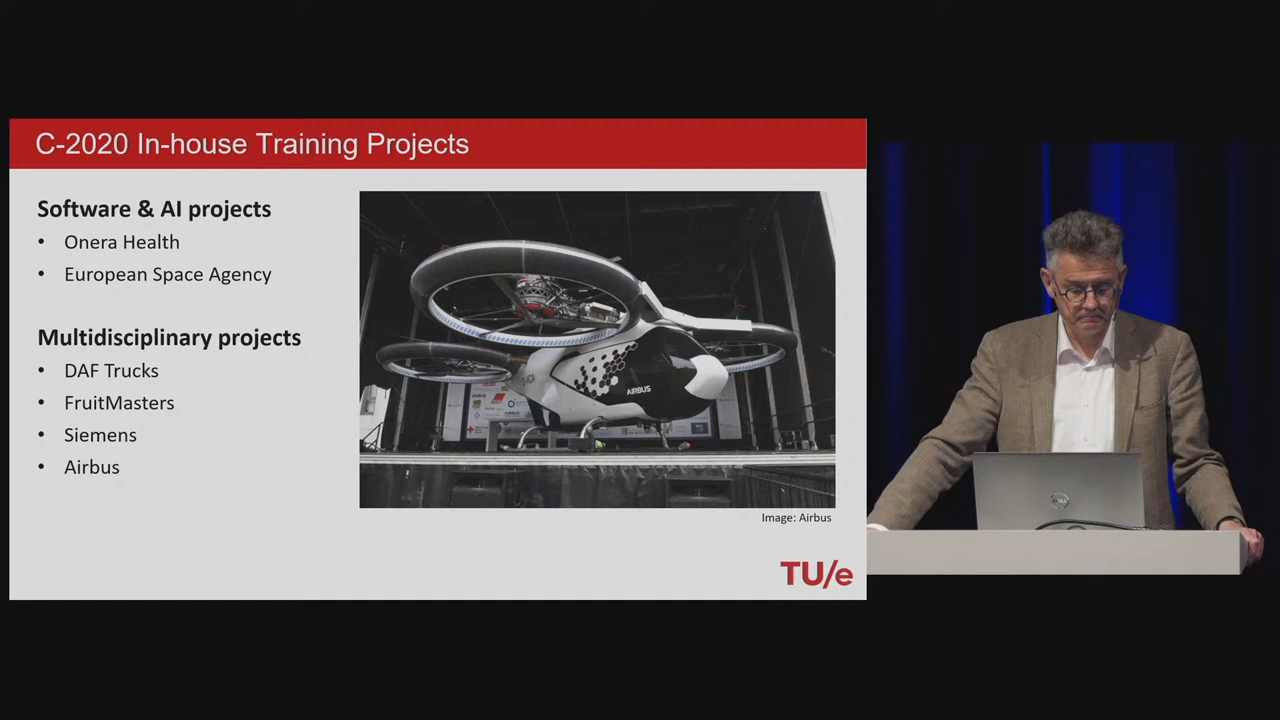 C-2020 In-house Training Projects
Software & AI projects
• Onera Health
• European Space Agency
Multidisciplinary projects
• DAF Trucks
• FruitMasters
• Siemens
• Airbus
AIRBUS
Image: Airbus
TU/e
DELL